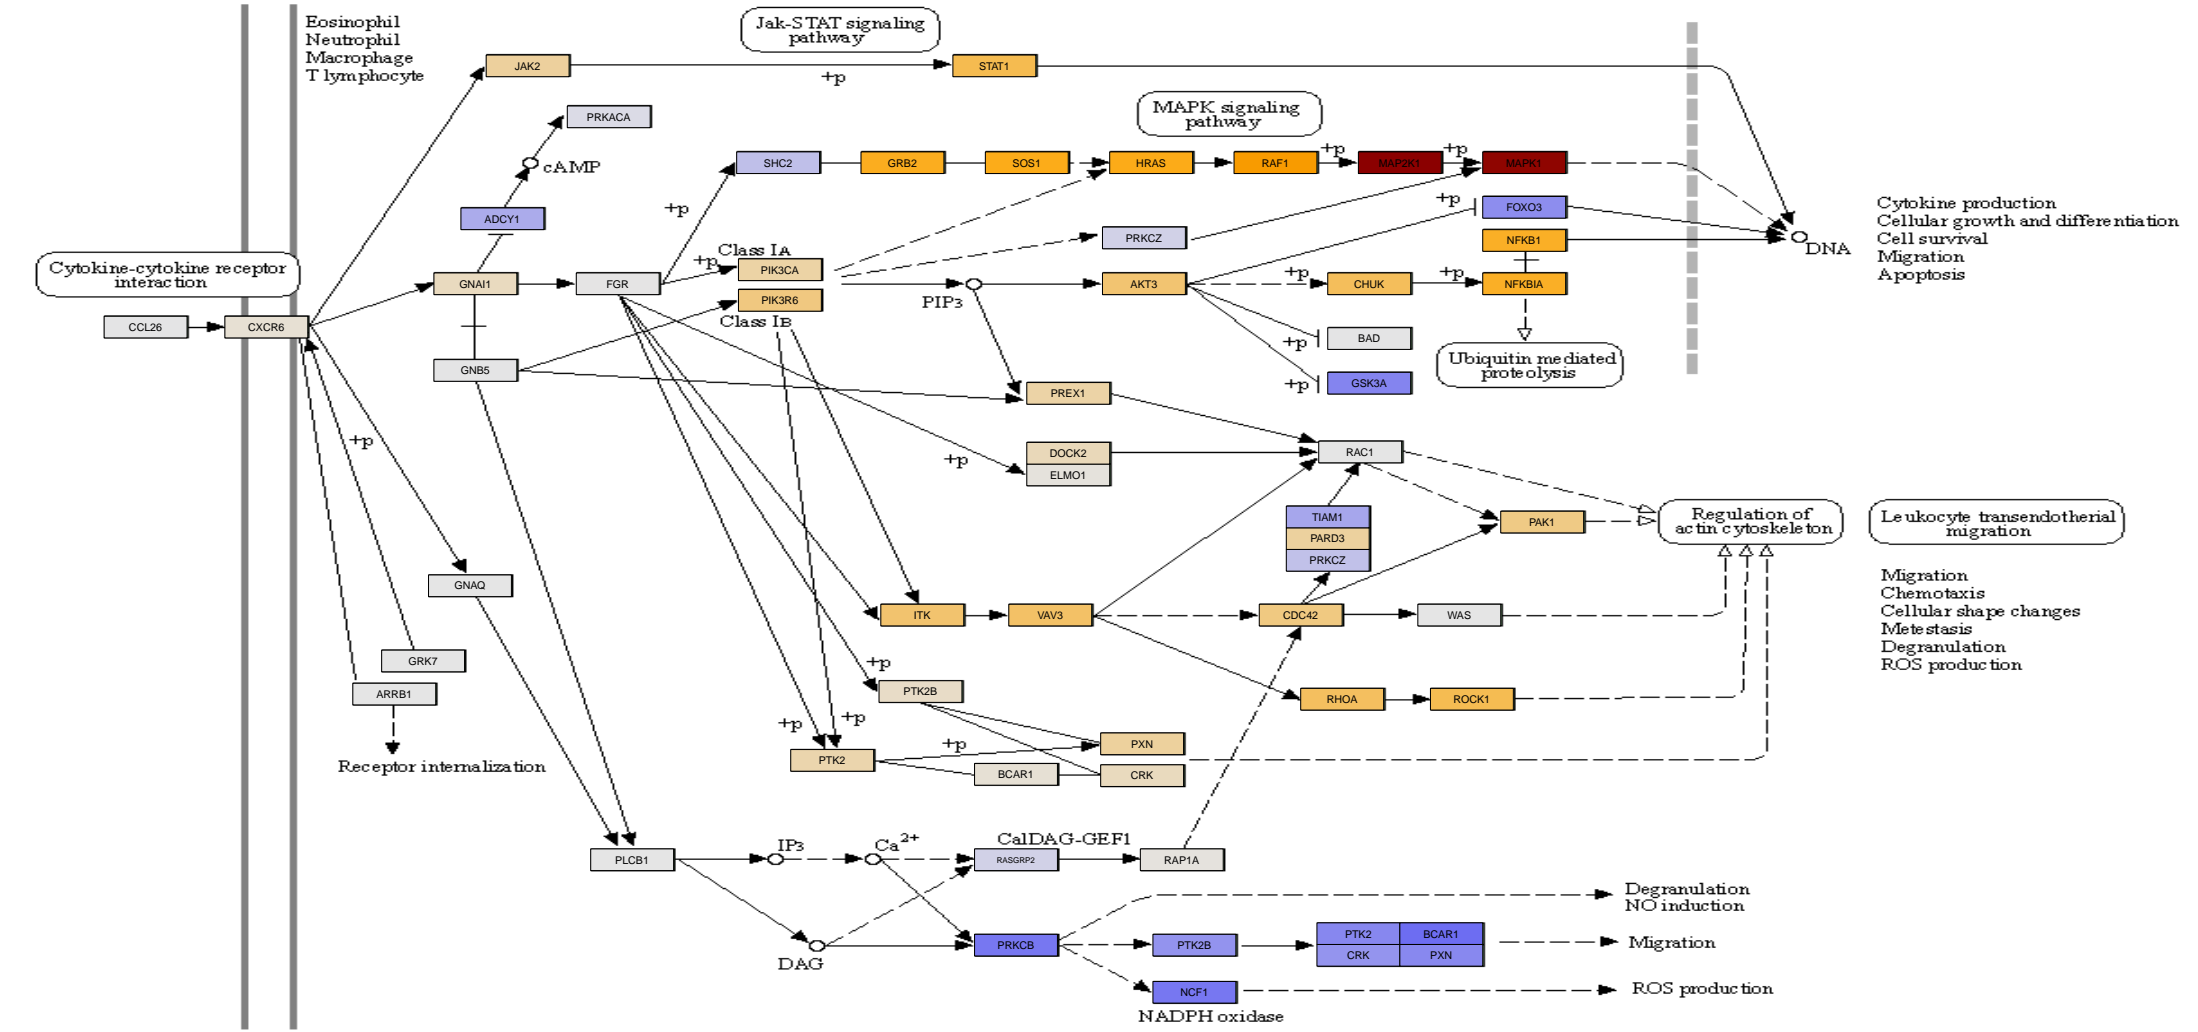 Eosinophil
Neutrophil
Macrophage
T lymphocyte
Jak-STAT signaling
pathway
JAK2
+p
STAT1
PRKACA
cAMP
MAPK signaling
pathway
SHC2
GRB2
SOS1
HRAS
RAF1
+p
MAP2K1
+p
MAPK1
ADCY1
+p
+p
FOXO3
Cytokine production
Cellular growth and differentiation
Cell survival
Migration
Apoptosis
PRKCZ
NFKB1
DNA
Cytokine-cytokine receptor
interaction
Class IA
+p
PIK3CA
GNAI1
FGR
PIK3R6
Class IB
PIP3
AKT3
+p
CHUK
+p
NFKBIA
CCL26
CXCR6
+p
BAD
Ubiquitin mediated
proteolysis
GNB5
+p
GSK3A
PREX1
+p
DOCK2
ELMO1
+p
RAC1
TIAM1
PARD3
PRKCZ
PAK1
Regulation of
actin cytoskeleton
Leukocyte transendotherial
migration
Migration
Chemotaxis
Cellular shape changes
Metestasis
Degranulation
ROS production
GNAQ
ITK
VAV3
CDC42
WAS
GRK7
ARRB1
+p
PTK2B
RHOA
ROCK1
+p
+p
PTK2
+p
PXN
BCAR1
CRK
Receptor internalization
PLCB1
IP3
Ca2+
CalDAG-GEF1
RASGRP2
RAP1A
Degranulation
NO induction
DAG
PRKCB
PTK2B
PTK2
BCAR1
CRK
PXN
Migration
NCF1
ROS production
NADPH oxidase